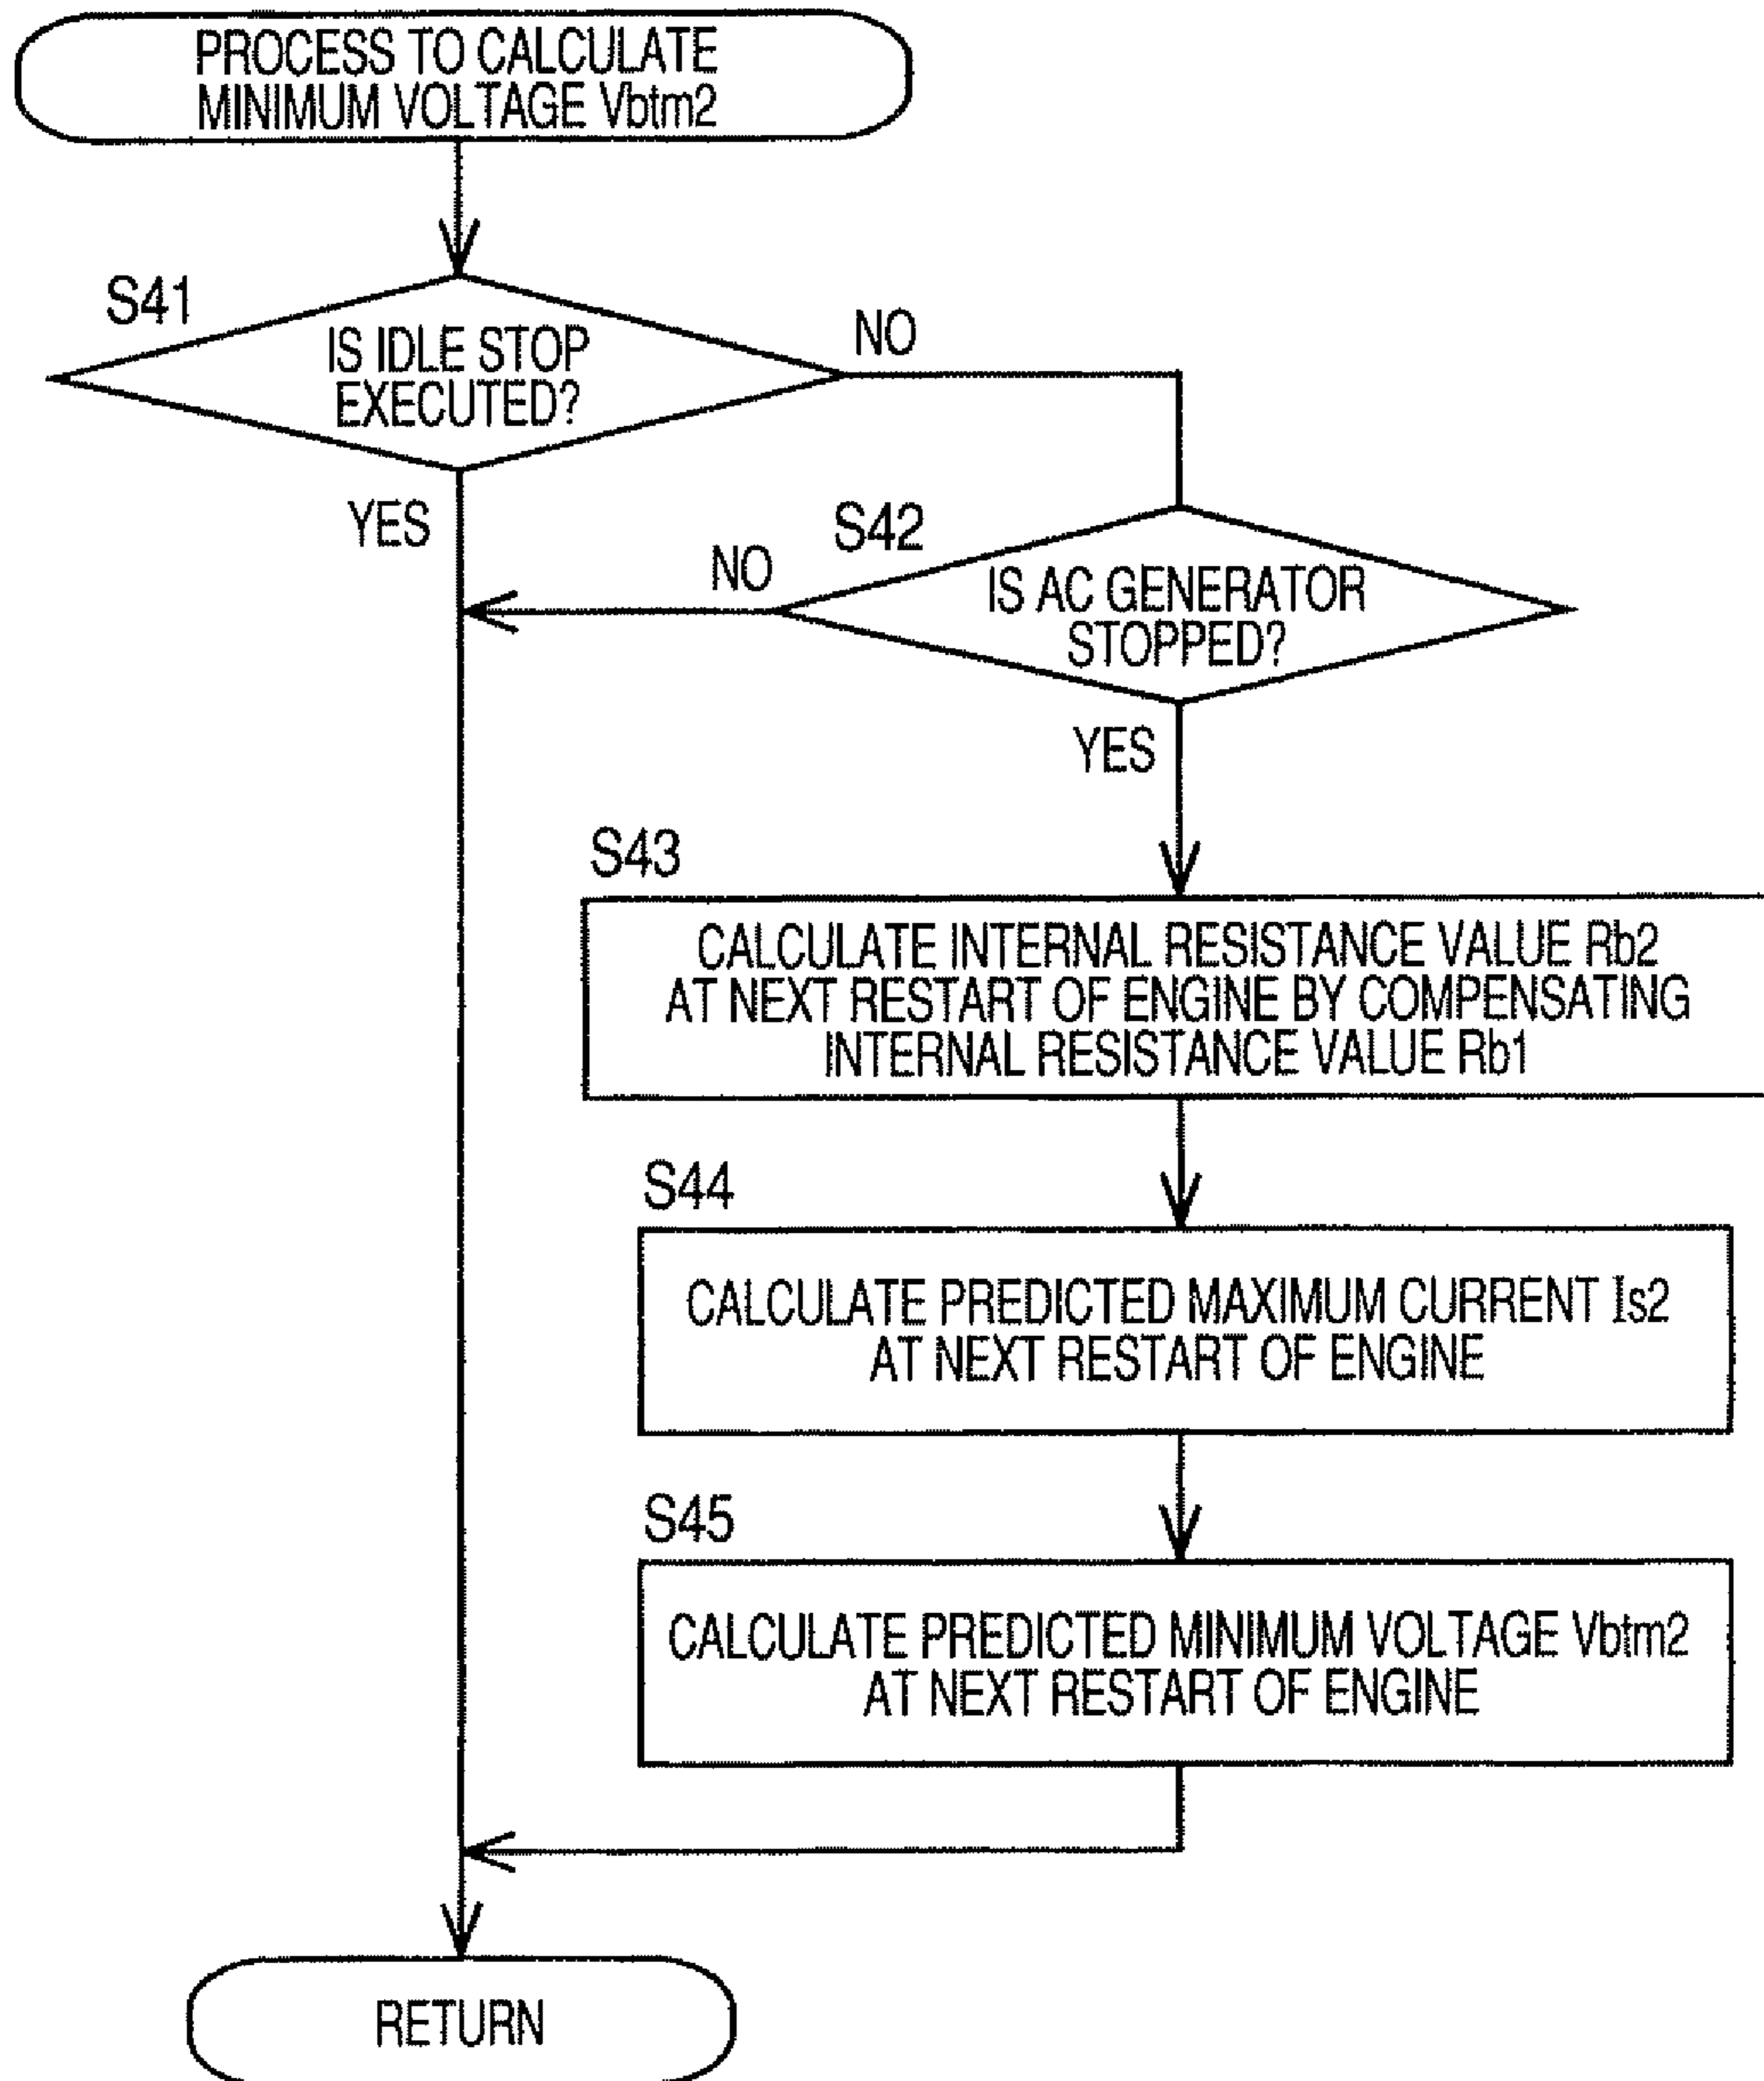 PROCESS TO CALCULATE
MINIMUM VOLTAGE Vbtm2
S41
IS IDLE STOP
EXECUTED?
NO
YES
S42
NO
IS AC GENERATOR
STOPPED?
YES
S43
CALCULATE INTERNAL RESISTANCE VALUE Rb2
AT NEXT RESTART OF ENGINE BY COMPENSATING
INTERNAL RESISTANCE VALUE Rb1
S44
CALCULATE PREDICTED MAXIMUM CURRENT Is2
AT NEXT RESTART OF ENGINE
S45
CALCULATE PREDICTED MINIMUM VOLTAGE Vbtm2
AT NEXT RESTART OF ENGINE
RETURN